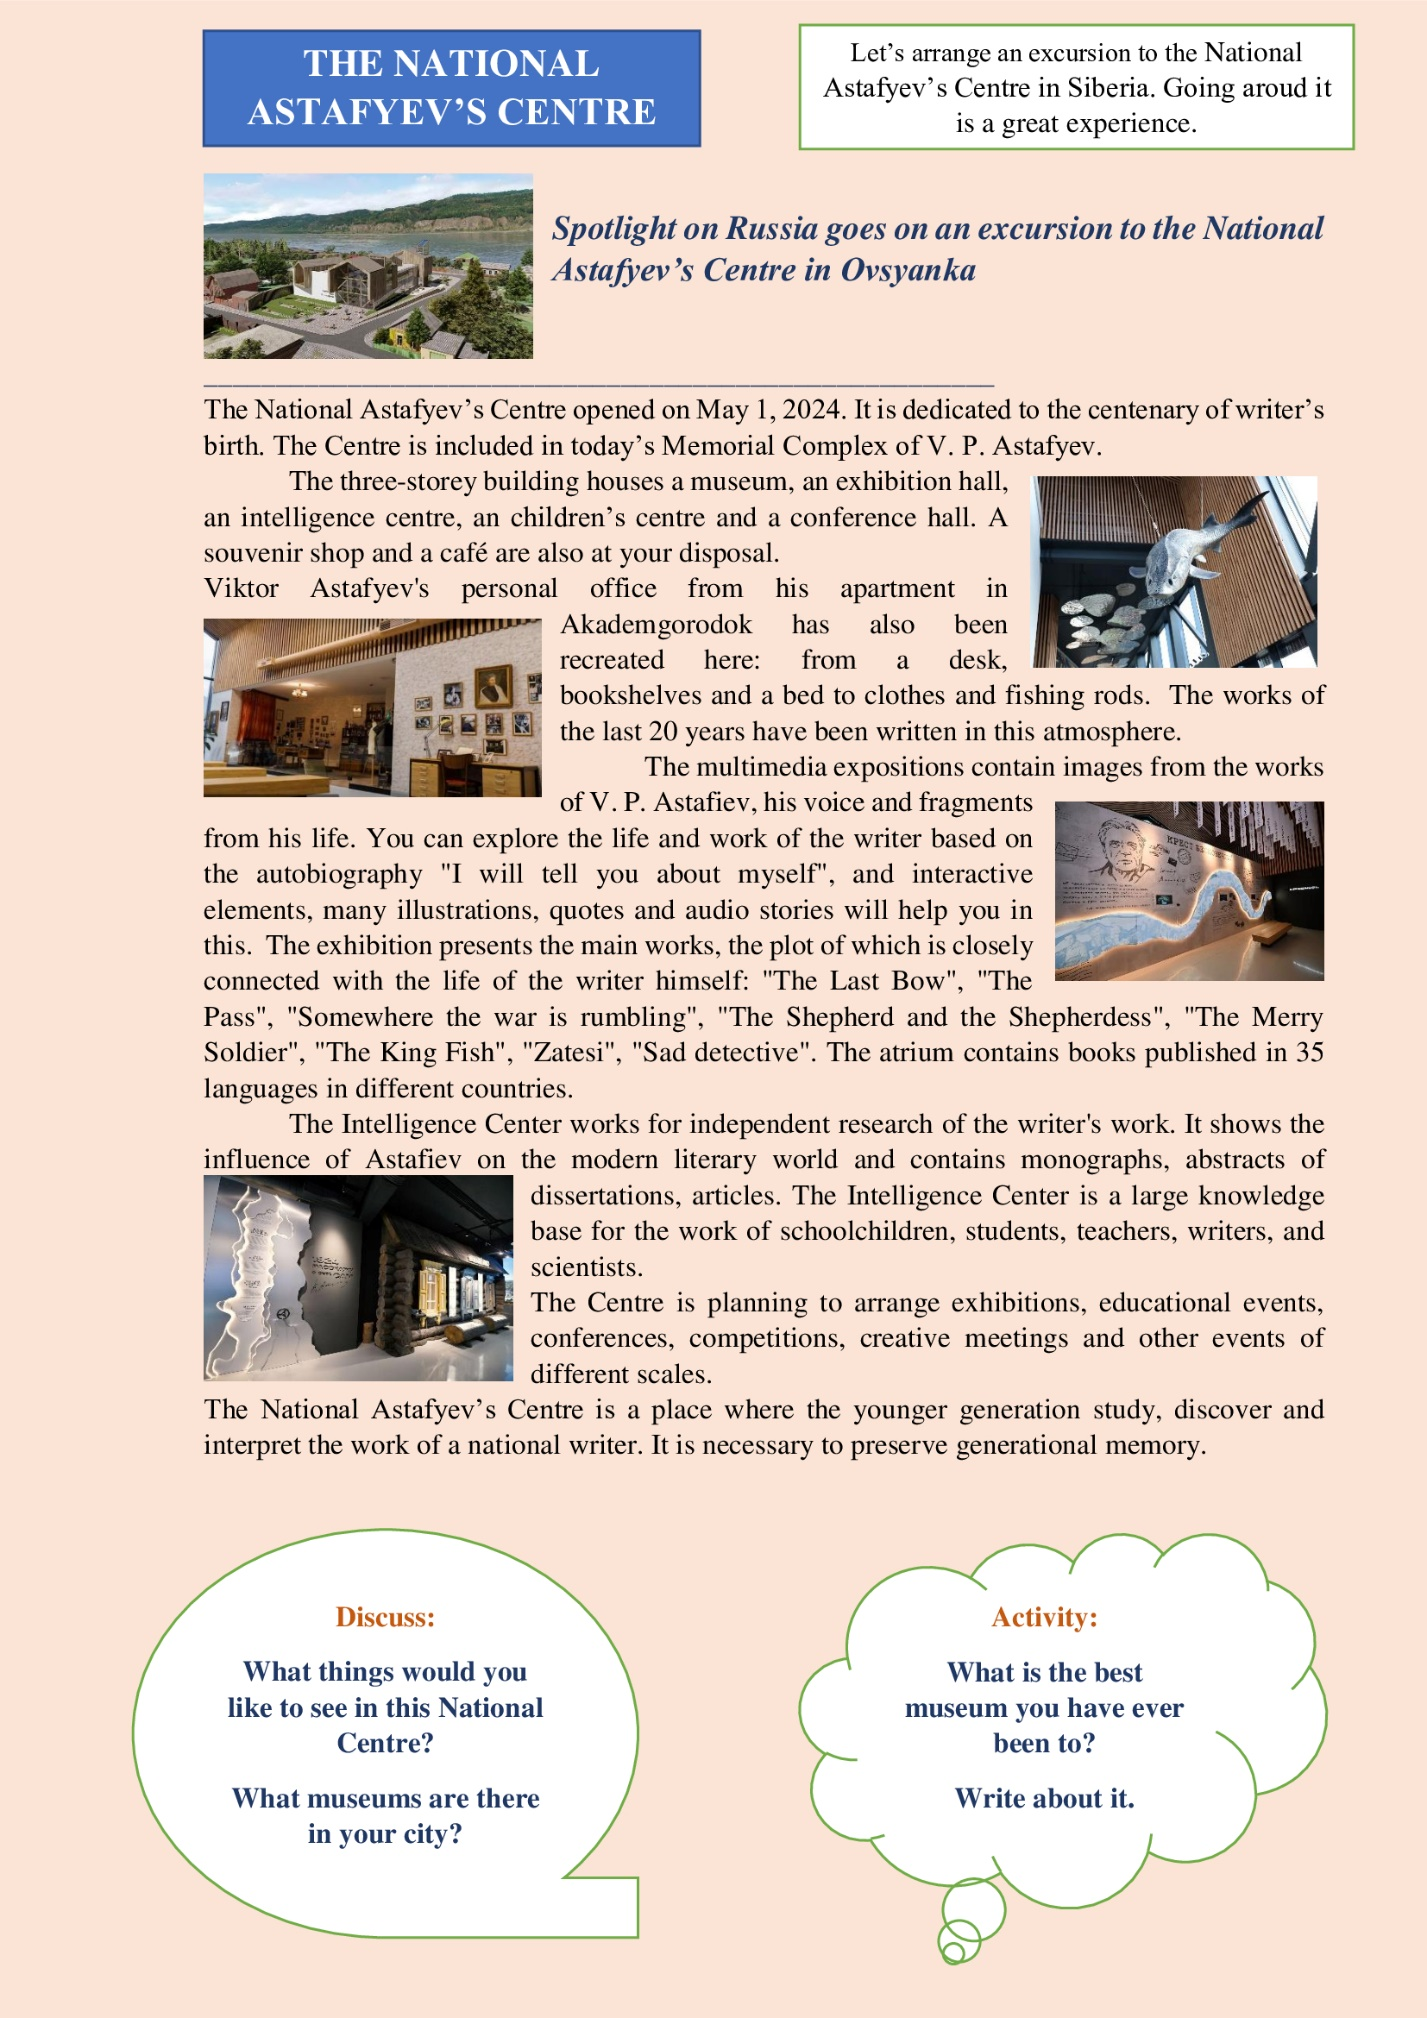 THE NATIONAL
ASTAFYEV’S CENTRE
Let’s arrange an excursion to the National
Astafyev’s Centre in Siberia. Going aroud it
is a great experience.
Spotlight on Russia goes on an excursion to the National
Astafyev’s Centre in Ovsyanka
The National Astafyev’s Centre opened on May 1, 2024. It is dedicated to the centenary of writer’s
birth. The Centre is included in today’s Memorial Complex of V. P. Astafyev.
The three-storey building houses a museum, an exhibition hall,
an intelligence centre, an children’s centre and a conference hall. A
souvenir shop and a café are also at your disposal.
Viktor Astafyev's personal office from his apartment in
Akademgorodok has also been
recreated here: from a desk,
bookshelves and a bed to clothes and fishing rods. The works of
the last 20 years have been written in this atmosphere.
The multimedia expositions contain images from the works
of V. P. Astafiev, his voice and fragments
from his life. You can explore the life and work of the writer based on
the autobiography "I will tell you about myself", and interactive
elements, many illustrations, quotes and audio stories will help you in
this. The exhibition presents the main works, the plot of which is closely
connected with the life of the writer himself: "The Last Bow", "The
Pass", "Somewhere the war is rumbling", "The Shepherd and the Shepherdess", "The Merry
Soldier", "The King Fish", "Zatesi", "Sad detective". The atrium contains books published in 35
languages in different countries.
The Intelligence Center works for independent research of the writer's work. It shows the
influence of Astafiev on the modern literary world and contains monographs, abstracts of
dissertations, articles. The Intelligence Center is a large knowledge
base for the work of schoolchildren, students, teachers, writers, and
scientists.
The Centre is planning to arrange exhibitions, educational events,
conferences, competitions, creative meetings and other events of
different scales.
The National Astafyev’s Centre is a place where the younger generation study, discover and
interpret the work of a national writer. It is necessary to preserve generational memory.
Discuss:
What things would you
like to see in this National
Centre?
What museums are there
in your city?
Activity:
What is the best
museum you have ever
been to?
Write about it.